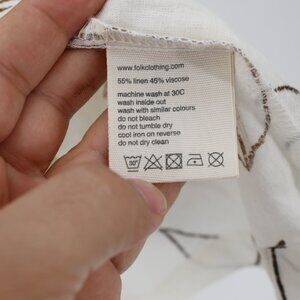 www.folkclothing.com
55% linen 45% viscose
machine wash at 30C
wash inside out
wash with similar colours
do not bleach
do not tumble dry
cool iron on reverse
do not dry clean
30°